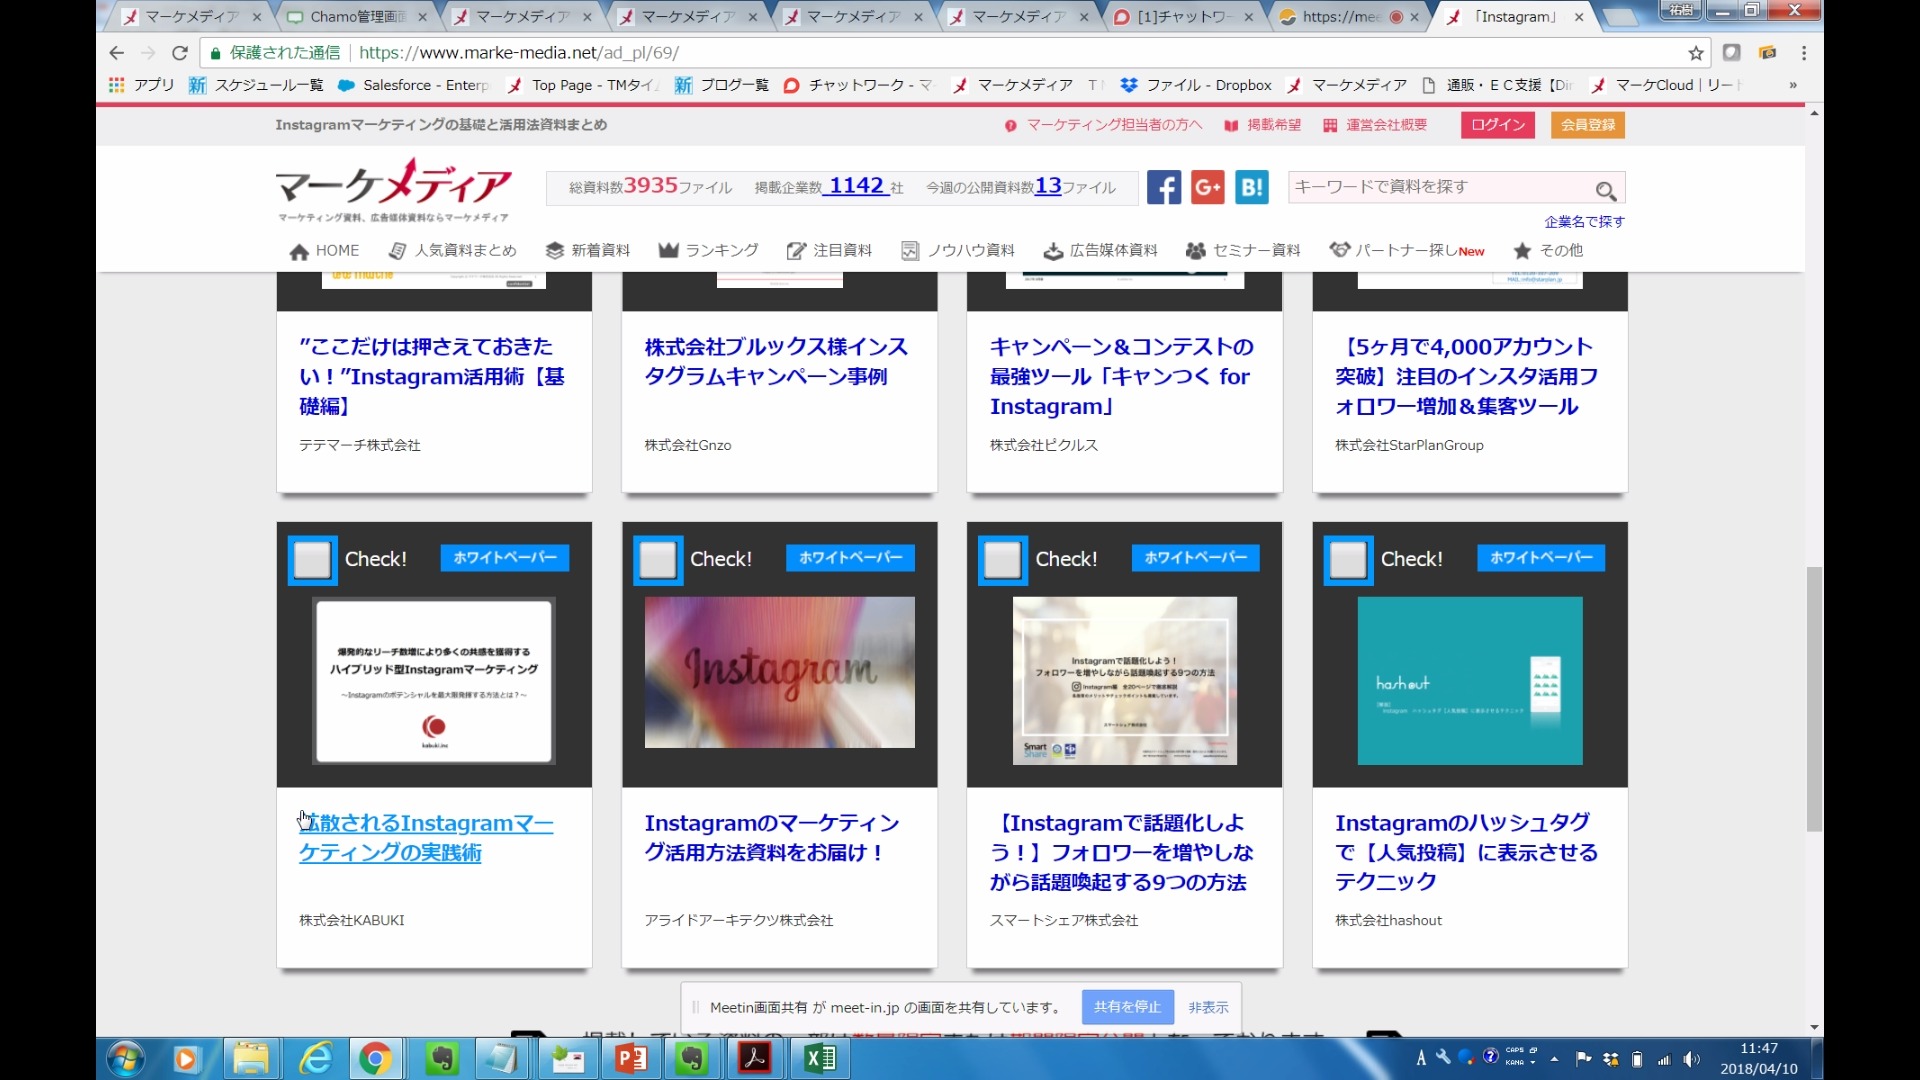 マーケメディア
Chamo管理画面
マーケメディア
マーケメディア
マーケメディア
マーケメディア
[1]チャットワー
https://mee
「Instagram」
祐樹
保護された通信
https://www.marke-media.net/ad_pl/69/
アプリ
スケジュール一覧
Salesforce - Enterp
Top Page - TMタイ
ブログ一覧
チャットワーク - マ
マーケメディア T
ファイル - Dropbox
マーケメディア
通販・ＥＣ支援【Di
マーケCloud｜リー
»
Instagramマーケティングの基礎と活用法資料まとめ
マーケティング担当者の方へ
掲載希望
運営会社概要
ログイン
会員登録
マーケメディア
マーケティング資料、広告媒体資料ならマーケメディア
総資料数3935ファイル 掲載企業数 1142 社 今週の公開資料数13ファイル
G+
B!
キーワードで資料を探す
企業名で探す
HOME
人気資料まとめ
新着資料
ランキング
注目資料
ノウハウ資料
広告媒体資料
セミナー資料
パートナー探しNew
その他
”ここだけは押さえておきた
い！”Instagram活用術【基
礎編】
テテマーチ株式会社
株式会社ブルックス様インス
タグラムキャンペーン事例
株式会社Gnzo
キャンペーン＆コンテストの
最強ツール「キャンつく for
Instagram」
株式会社ピクルス
【5ヶ月で4,000アカウント
突破】注目のインスタ活用フ
ォロワー増加＆集客ツール
株式会社StarPlanGroup
Check!
ホワイトペーパー
爆発的なリーチ数増により多くの共感を獲得する
ハイブリッド型Instagramマーケティング
～Instagramのポテンシャルを最大限発揮する方法とは？～
kabuki.inc
拡散されるInstagramマー
ケティングの実践術
株式会社KABUKI
Check!
ホワイトペーパー
Instagram
Instagramのマーケティン
グ活用方法資料をお届け！
アライドアーキテクツ株式会社
Check!
ホワイトペーパー
Instagramで話題化しよう！
フォロワーを増やしながら話題喚起する9つの方法
Instagram編 全20ページで徹底解説
スマートシェア株式会社
Smart
Share
【Instagramで話題化しよ
う！】フォロワーを増やしな
がら話題喚起する9つの方法
スマートシェア株式会社
Check!
ホワイトペーパー
hashout
Instagramのハッシュタグ
で【人気投稿】に表示させる
テクニック
株式会社hashout
Meetin画面共有 が meet-in.jp の画面を共有しています。
共有を停止
非表示
A
CAPS
KANA
11:47
2018/04/10